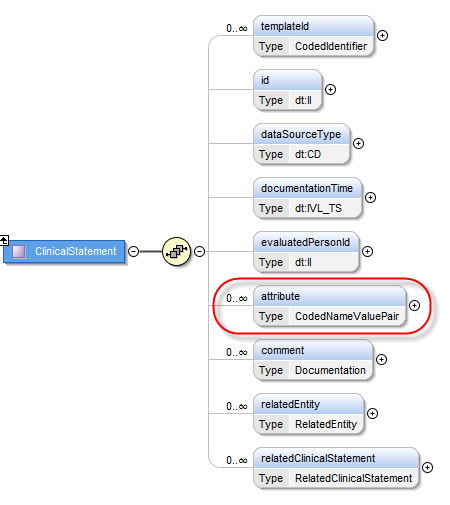 0..∞ templateId
Type CodedIdentifier
id
Type dt:II
dataSourceType
Type dt:CD
documentationTime
Type dt:IVL_TS
ClinicalStatement
evaluatedPersonId
Type dt:II
0..∞ attribute
Type CodedNameValuePair
0..∞ comment
Type Documentation
0..∞ relatedEntity
Type RelatedEntity
0..∞ relatedClinicalStatement
Type RelatedClinicalStatement